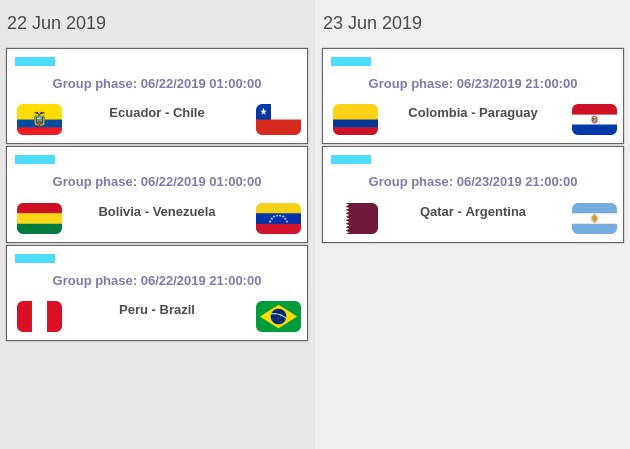 22 Jun 2019
Group phase: 06/22/2019 01:00:00
Ecuador - Chile
Group phase: 06/22/2019 01:00:00
Bolivia - Venezuela
Group phase: 06/22/2019 21:00:00
Peru - Brazil
23 Jun 2019
Group phase: 06/23/2019 21:00:00
Colombia - Paraguay
Group phase: 06/23/2019 21:00:00
Qatar - Argentina